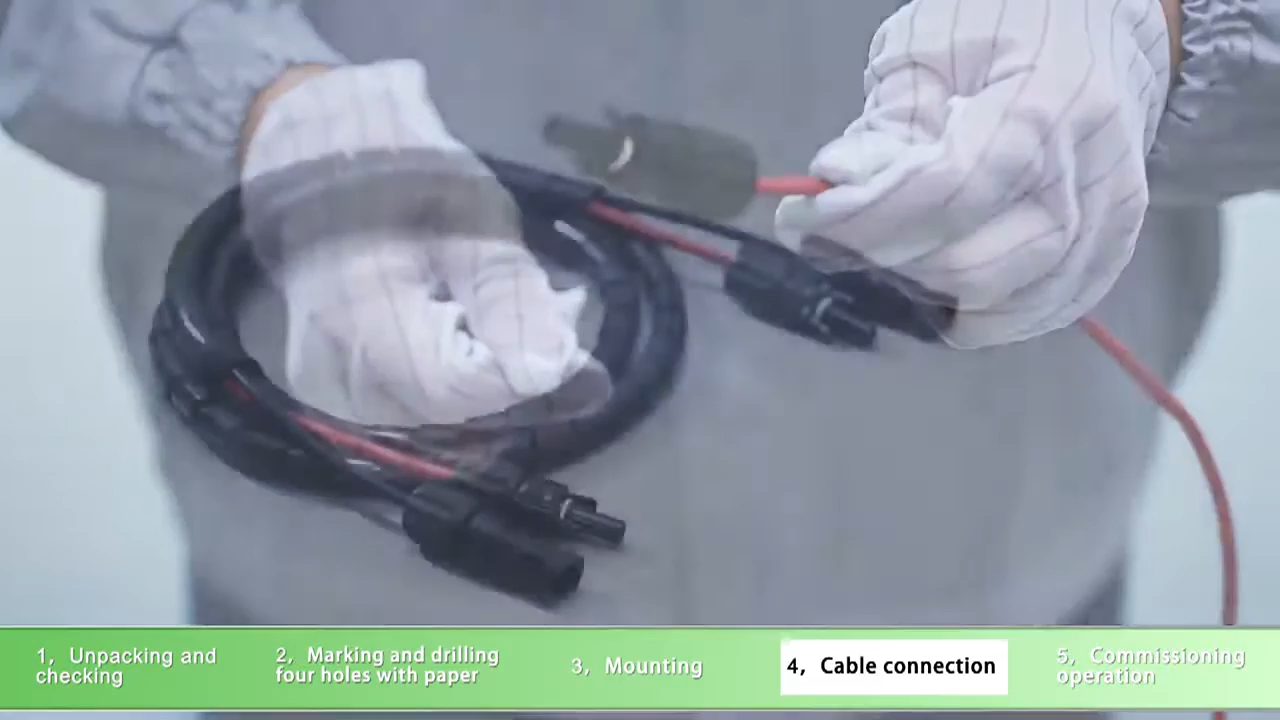 1, Unpacking and
checking
2, Marking and drilling
four holes with paper
3, Mounting
4, Cable connection
5, Commissioning
operation